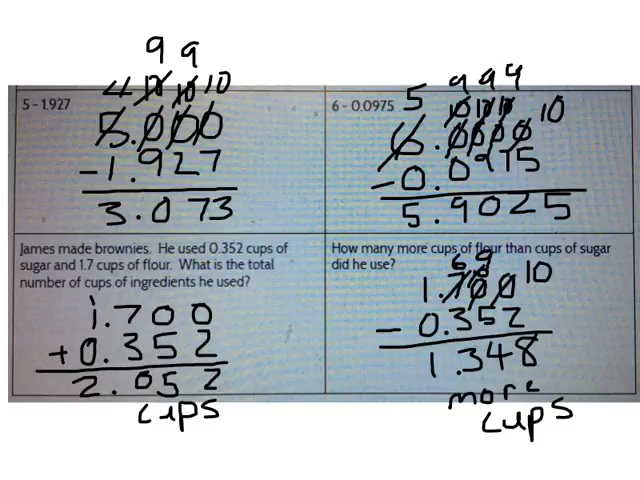 9 9
4 10 10 10
5 - 1.927
5.000
-1.927
3.073
9 9 9
5 10 10 10 10
6 - 0.0975
6.0000
-0.0975
5.9025
James made brownies. He used 0.352 cups of
sugar and 1.7 cups of flour. What is the total
number of cups of ingredients he used?
1
1.700
+0.352
2.052
cups
How many more cups of flour than cups of sugar
did he use?
6 9
10 10
1.700
-0.352
1.348
more
cups